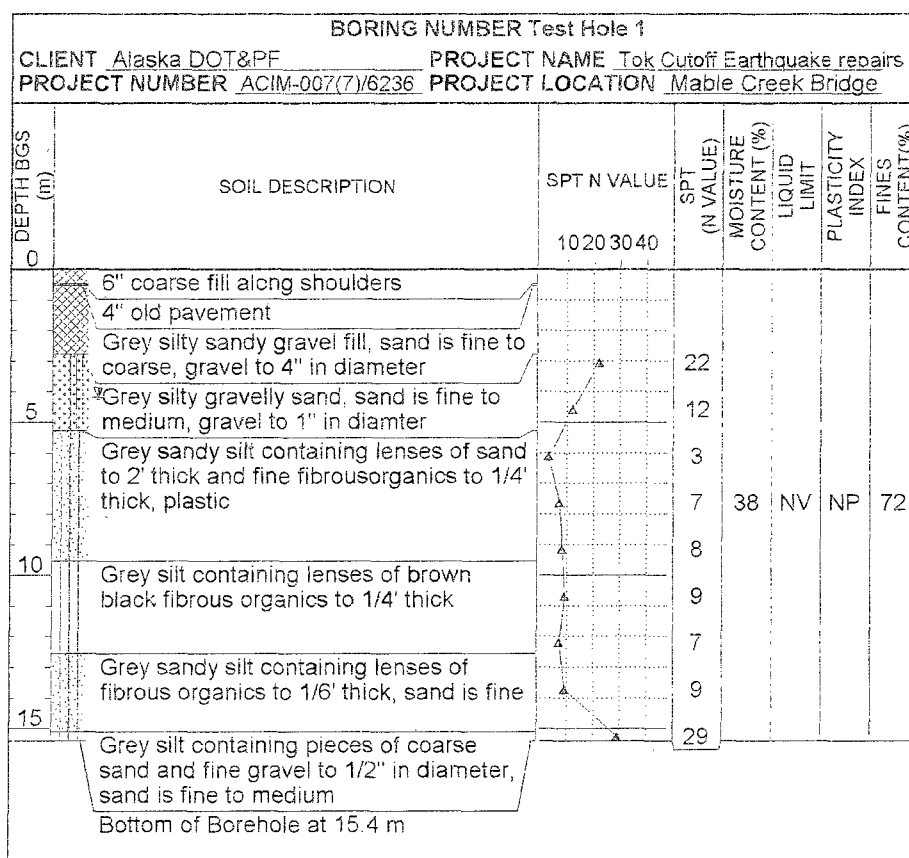 BORING NUMBER Test Hole 1
CLIENT Alaska DOT&PF PROJECT NAME Tok Cutoff Earthquake repairs
PROJECT NUMBER ACIM-007(7)/6236 PROJECT LOCATION Mable Creek Bridge
DEPTH BGS (m)
SOIL DESCRIPTION
SPT N VALUE
10 20 30 40
SPT (N VALUE)
MOISTURE CONTENT (%)
LIQUID LIMIT
PLASTICITY INDEX
FINES CONTENT(%)
0
6" coarse fill along shoulders
4" old pavement
Grey silty sandy gravel fill, sand is fine to
coarse, gravel to 4" in diameter
22
Grey silty gravelly sand, sand is fine to
medium, gravel to 1" in diamter
5
12
Grey sandy silt containing lenses of sand
to 2' thick and fine fibrousorganics to 1/4'
thick, plastic
3
7 38 NV NP 72
8
10
Grey silt containing lenses of brown
black fibrous organics to 1/4' thick
9
7
Grey sandy silt containing lenses of
fibrous organics to 1/6' thick, sand is fine
9
15
29
Grey silt containing pieces of coarse
sand and fine gravel to 1/2" in diameter,
sand is fine to medium
Bottom of Borehole at 15.4 m